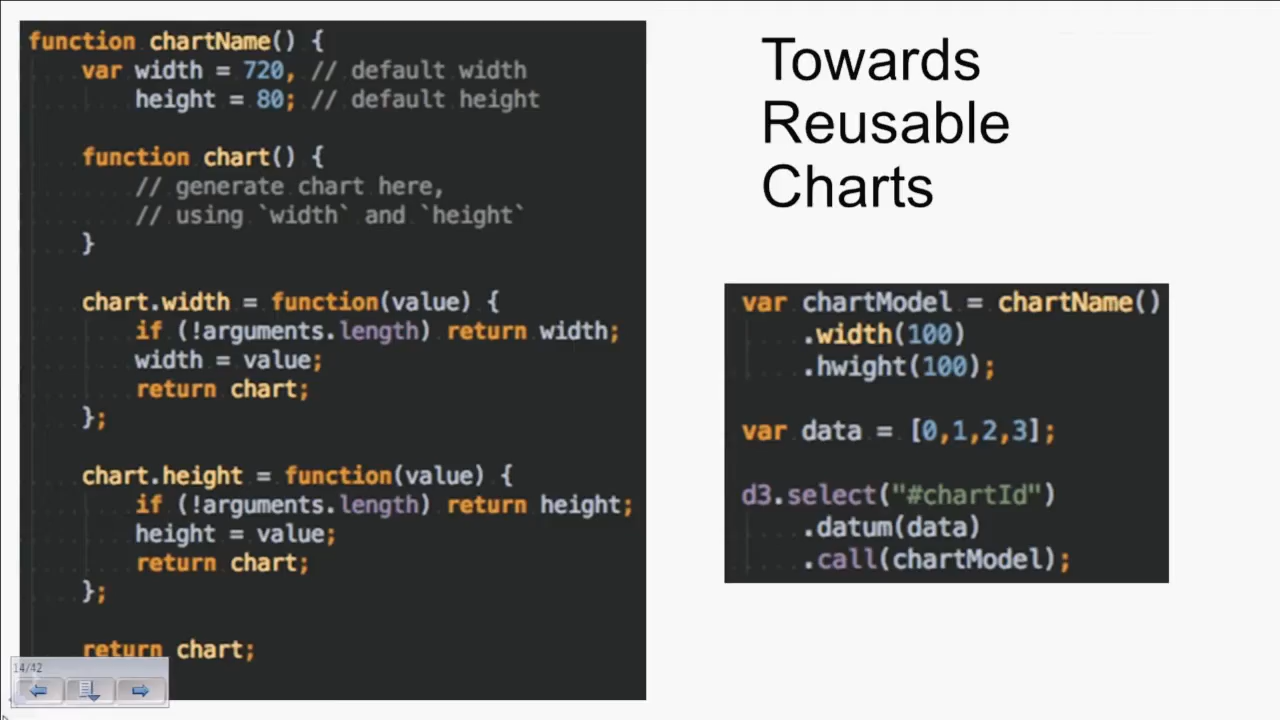 function chartName() {
var width = 720, // default width
height = 80; // default height
function chart() {
// generate chart here,
// using `width` and `height`
}
chart.width = function(value) {
if (!arguments.length) return width;
width = value;
return chart;
};
chart.height = function(value) {
if (!arguments.length) return height;
height = value;
return chart;
};
return chart;
14/42
Towards
Reusable
Charts
var chartModel = chartName()
.width(100)
.hwight(100);
var data = [0,1,2,3];
d3.select("#chartId")
.datum(data)
.call(chartModel);